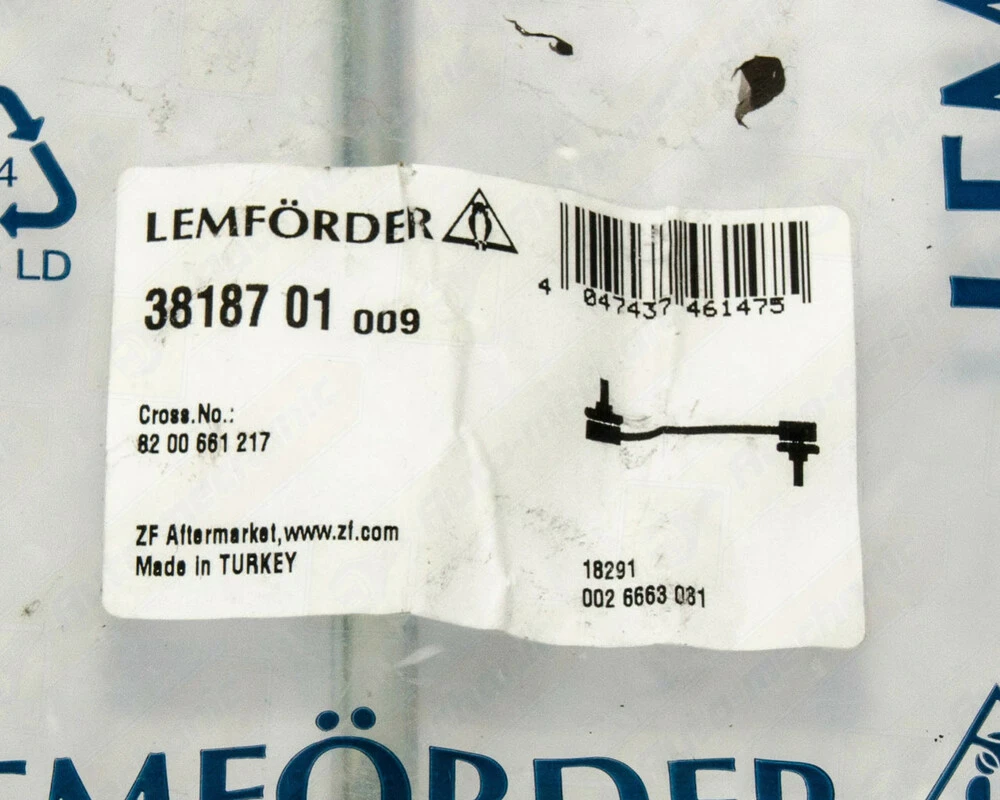 4
LD
LEMFÖRDER
38187 01 009
4 047437 461475
Cross.No.:
82 00 661 217
ZF Aftermarket,www.zf.com
Made in TURKEY
18291
002 6663 031
LEMFÖRDER